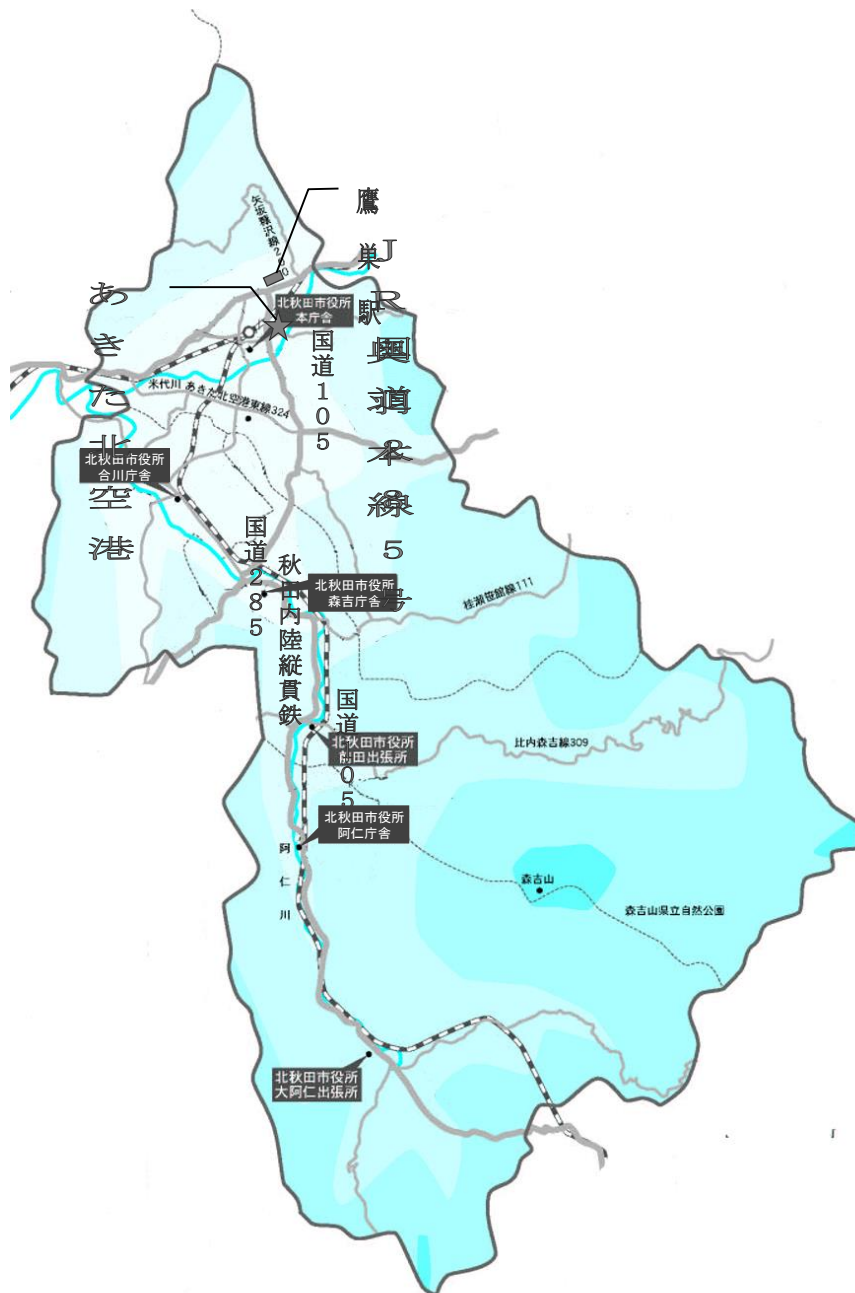 矢坂糠沢線200
鷹巣駅
JR奥羽本線
あきた北空港
北秋田市役所
本庁舎
国道105
米代川
あきた北空港東線324
北秋田市役所
合川庁舎
国道285
秋田内陸縦貫鉄
北秋田市役所
森吉庁舎
桂瀬笹館線111
国道105
北秋田市役所
前田出張所
比内森吉線309
北秋田市役所
阿仁庁舎
阿仁川
森吉山
森吉山県立自然公園
北秋田市役所
大阿仁出張所